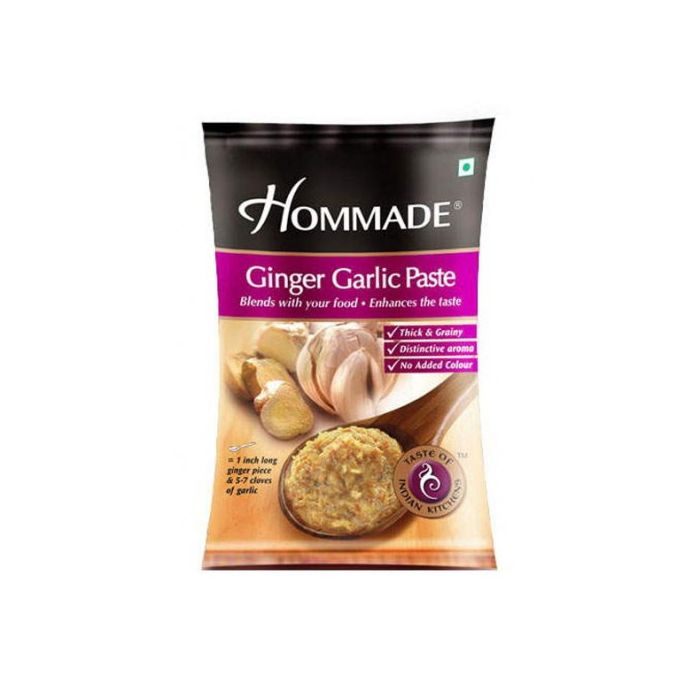 HOMMADE®
Ginger Garlic Paste
Blends with your food • Enhances the taste
✓ Thick & Grainy
✓ Distinctive aroma
✓ No Added Colour
= 1 inch long
ginger piece
& 5-7 cloves
of garlic
TASTE OF
INDIAN KITCHENS
TM